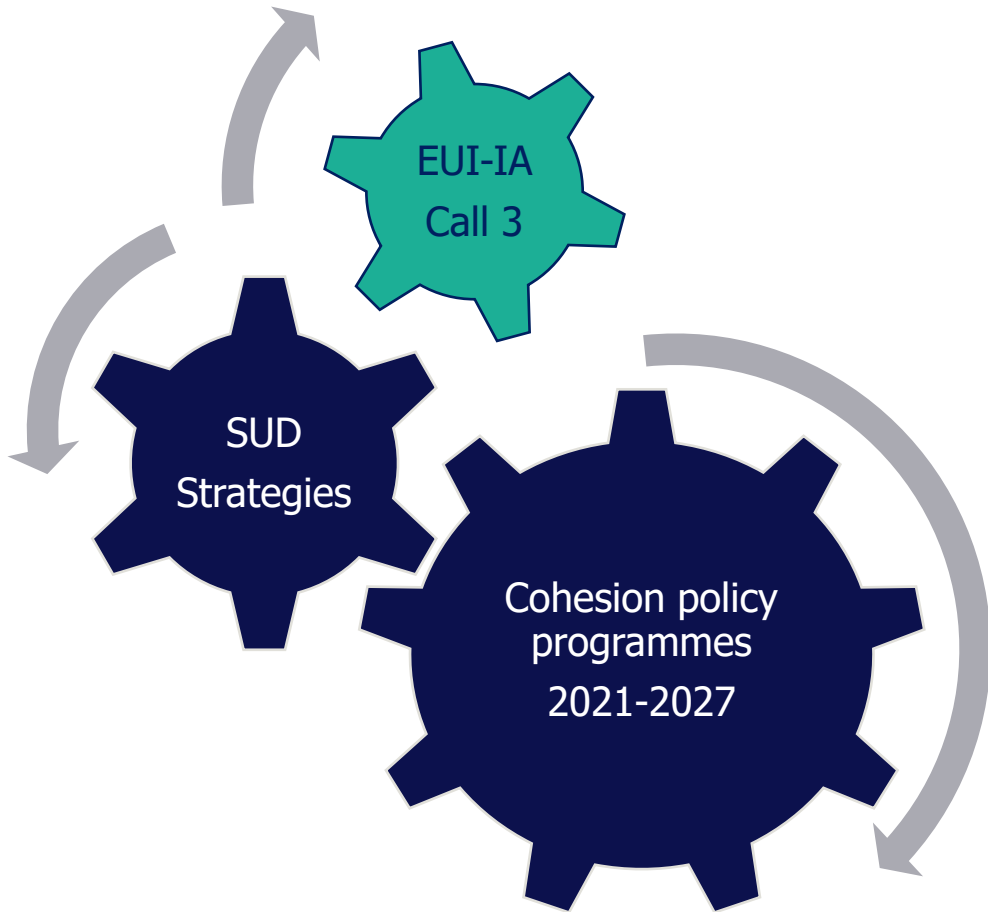 EUI-IA
Call 3
SUD
Strategies
Cohesion policy
programmes
2021-2027